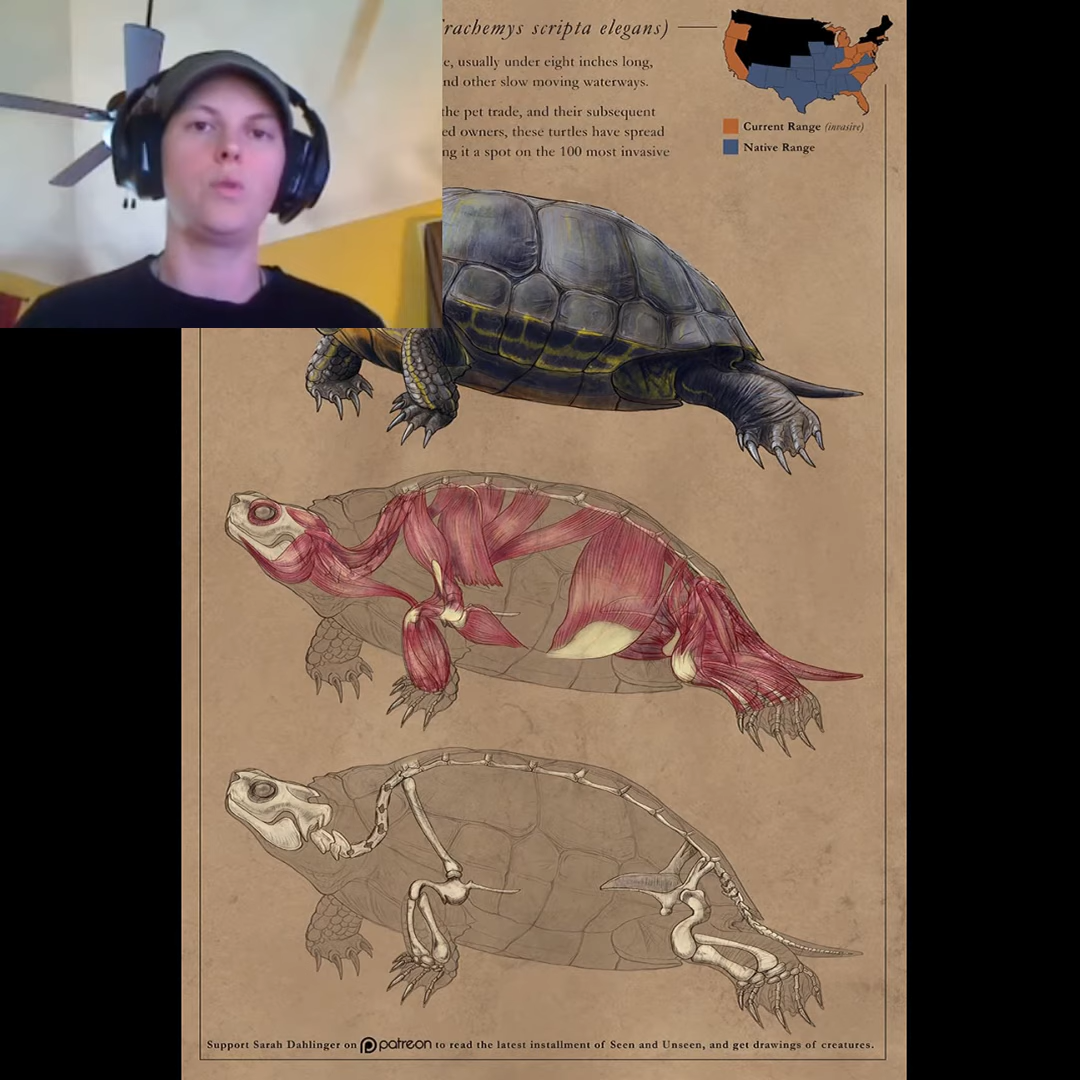 rachemys scripta elegans)
e, usually under eight inches long,
nd other slow moving waterways.
the pet trade, and their subsequent
ed owners, these turtles have spread
ng it a spot on the 100 most invasive
Current Range (invasive)
Native Range
Support Sarah Dahlinger on patreon to read the latest installment of Seen and Unseen, and get drawings of creatures.